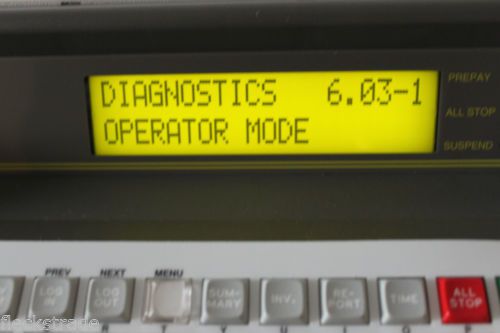 DIAGNOSTICS 6.03-1
OPERATOR MODE
PREPAY
ALL STOP
SUSPEND
PREV NEXT MENU
LOG IN
LOG OUT
SUM-MARY
INV.
RE-PORT
TIME
ALL STOP
flockstrade